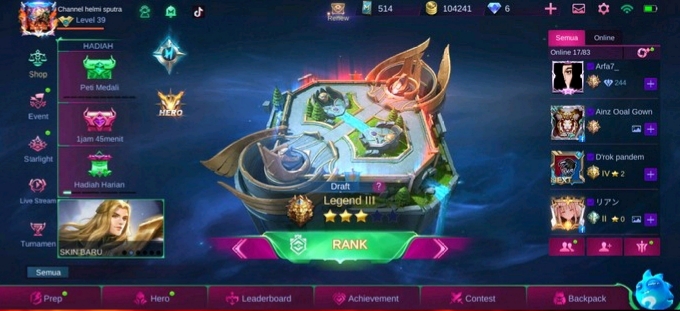 Channel helmi sputra
Level 39
Renew
514
104241
6
HADIAH
Peti Medali
1jam 45menit
Hadiah Harian
SKIN BARU
Shop
Event
Starlight
Live Stream
Turnamen
Semua
HERO
Draft
?
Legend III
RANK
Semua
Online
Online 17/83
Arfa7_
244
Ainz Ooal Gown
D'rok pandem
IV ★ 2
リアン
II ★ 0
Prep
Hero
Leaderboard
Achievement
Contest
Backpack